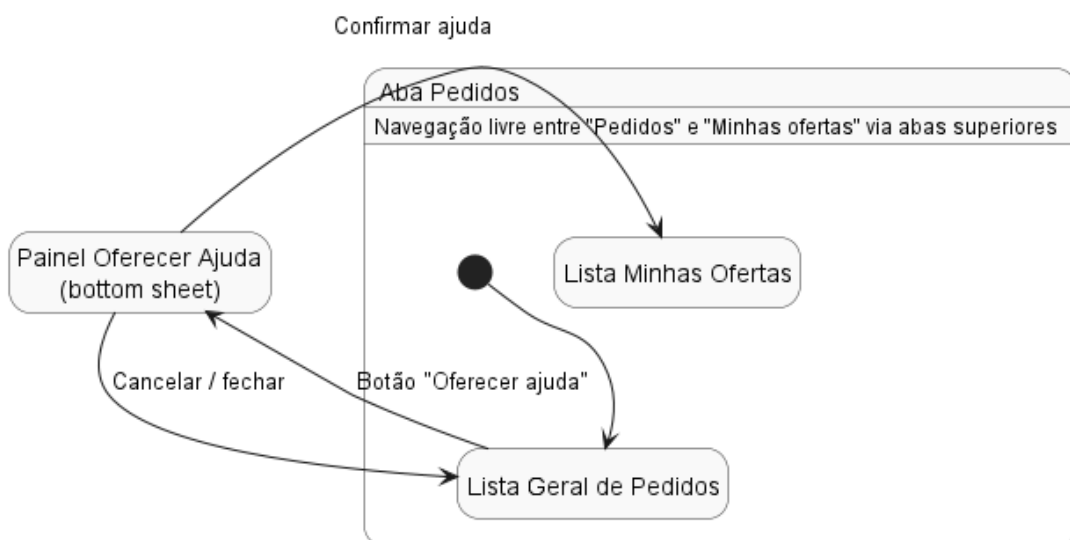 Confirmar ajuda
Aba Pedidos
Navegação livre entre "Pedidos" e "Minhas ofertas" via abas superiores
Painel Oferecer Ajuda
(bottom sheet)
Lista Minhas Ofertas
Cancelar / fechar
Botão "Oferecer ajuda"
Lista Geral de Pedidos